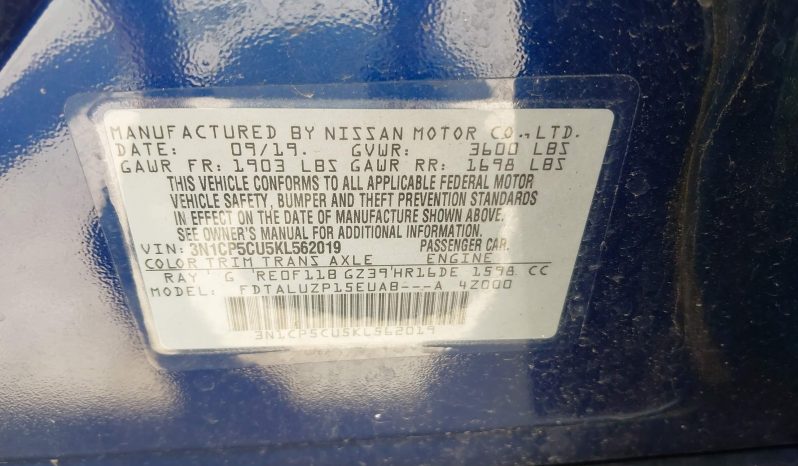 MANUFACTURED BY NISSAN MOTOR CO., LTD.
DATE: 09/19. GVWR: 3600 LBS
GAWR FR: 1903 LBS GAWR RR: 1698 LBS
THIS VEHICLE CONFORMS TO ALL APPLICABLE FEDERAL MOTOR
VEHICLE SAFETY, BUMPER AND THEFT PREVENTION STANDARDS
IN EFFECT ON THE DATE OF MANUFACTURE SHOWN ABOVE.
SEE OWNER'S MANUAL FOR ADDITIONAL INFORMATION.
VIN: 3N1CP5CU5KL562019 PASSENGER CAR.
COLOR TRIM TRANS AXLE ENGINE
RAY G RE0F11B GZ39 HR16DE 1598 CC
MODEL: FDTALUZP15EUA8---A 4Z000
3N1CP5CU5KL562019